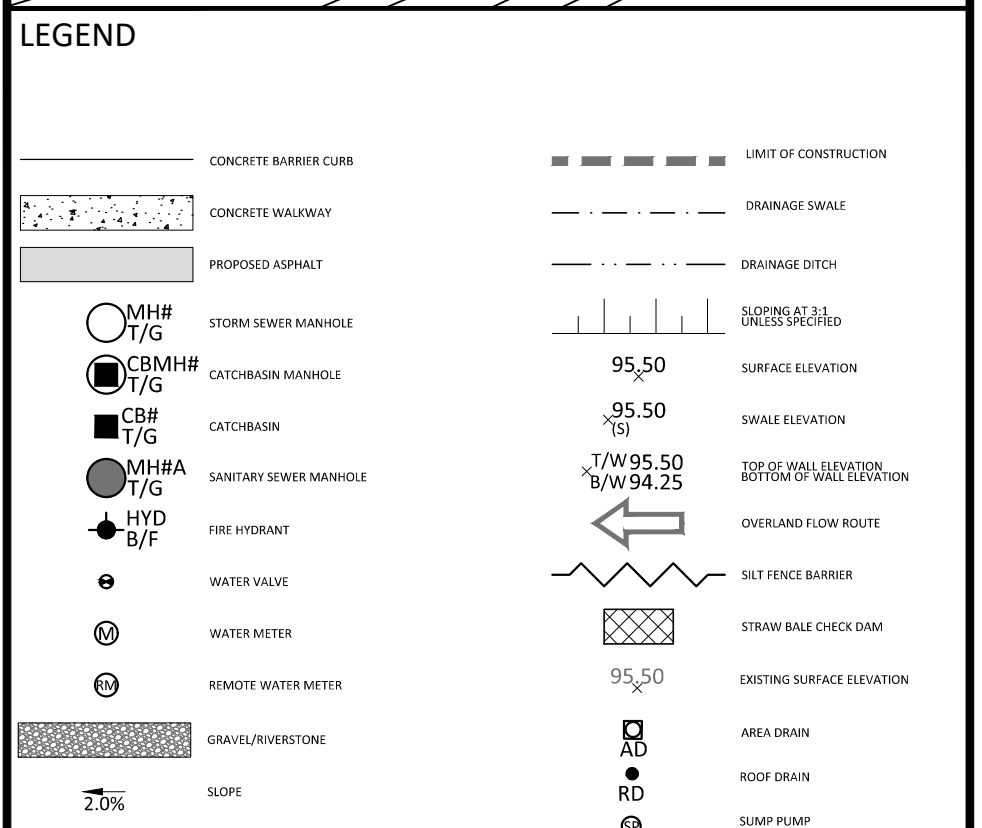 LEGEND
CONCRETE BARRIER CURB
CONCRETE WALKWAY
PROPOSED ASPHALT
MH#
T/G
STORM SEWER MANHOLE
CBMH#
T/G
CATCHBASIN MANHOLE
CB#
T/G
CATCHBASIN
MH#A
T/G
SANITARY SEWER MANHOLE
HYD
B/F
FIRE HYDRANT
WATER VALVE
M
WATER METER
RM
REMOTE WATER METER
GRAVEL/RIVERSTONE
2.0%
SLOPE
LIMIT OF CONSTRUCTION
DRAINAGE SWALE
DRAINAGE DITCH
SLOPING AT 3:1
UNLESS SPECIFIED
95.50
SURFACE ELEVATION
95.50
(S)
SWALE ELEVATION
T/W 95.50
B/W 94.25
TOP OF WALL ELEVATION
BOTTOM OF WALL ELEVATION
OVERLAND FLOW ROUTE
SILT FENCE BARRIER
STRAW BALE CHECK DAM
95.50
EXISTING SURFACE ELEVATION
AD
AREA DRAIN
RD
ROOF DRAIN
SP
SUMP PUMP